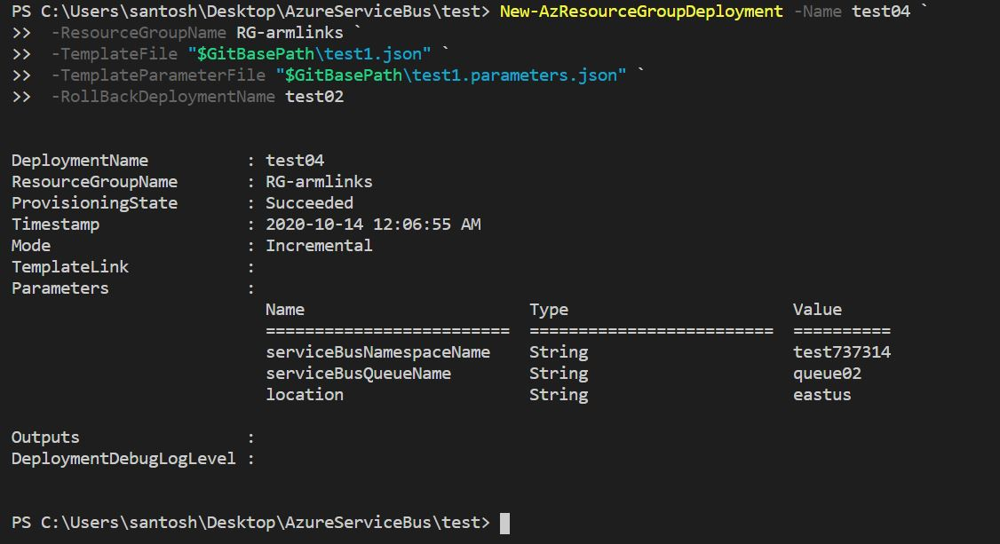 PS C:\Users\santosh\Desktop\AzureServiceBus\test> New-AzResourceGroupDeployment -Name test04 `
>>  -ResourceGroupName RG-armlinks `
>>  -TemplateFile "$GitBasePath\test1.json" `
>>  -TemplateParameterFile "$GitBasePath\test1.parameters.json" `
>>  -RollBackDeploymentName test02
DeploymentName          : test04
ResourceGroupName       : RG-armlinks
ProvisioningState       : Succeeded
Timestamp               : 2020-10-14 12:06:55 AM
Mode                    : Incremental
TemplateLink            :
Parameters              :
                          Name                       Type                       Value
                          =========================  =========================  ==========
                          serviceBusNamespaceName    String                     test737314
                          serviceBusQueueName        String                     queue02
                          location                   String                     eastus
Outputs                 :
DeploymentDebugLogLevel :
PS C:\Users\santosh\Desktop\AzureServiceBus\test>